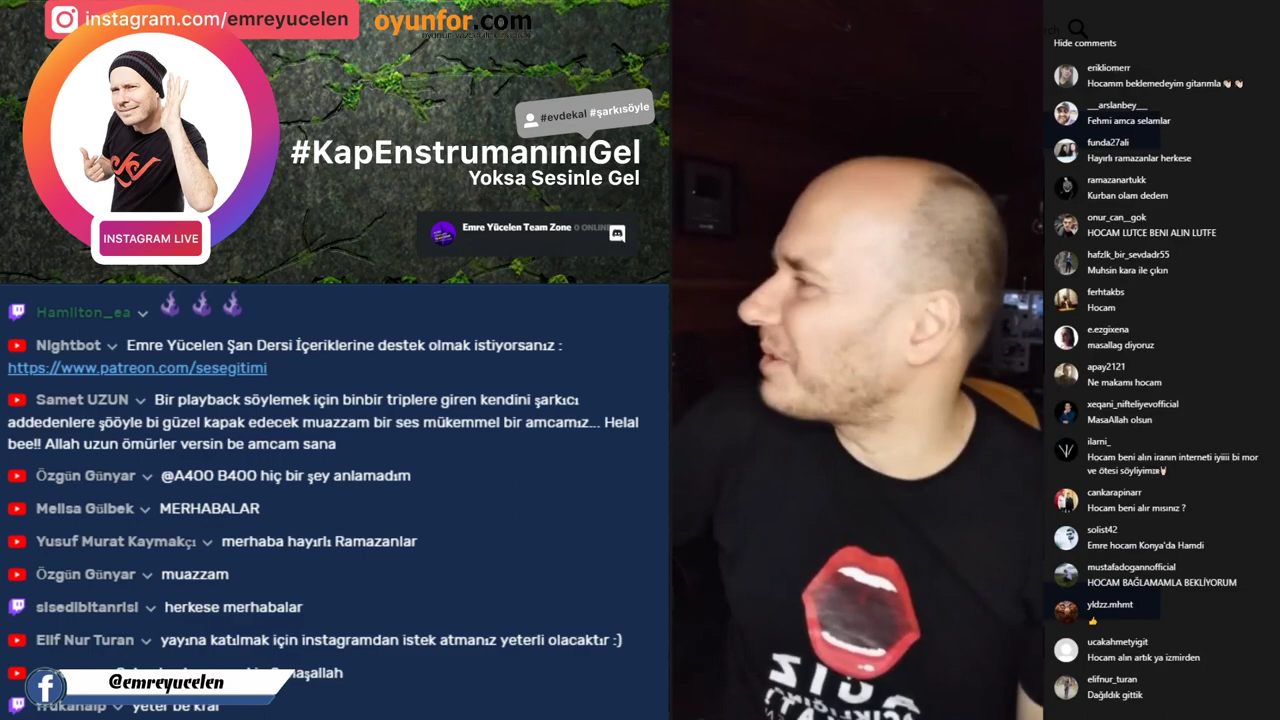 instagram.com/emreyucelen
oyunfor.com
#evdekal #şarkısöyle
#KapEnstrumanınıGel
Yoksa Sesinle Gel
INSTAGRAM LIVE
Emre Yücelen Team Zone 0 ONLINE
Hamilton_ea
Nightbot Emre Yücelen Şan Dersi İçeriklerine destek olmak istiyorsanız :
https://www.patreon.com/sesegitimi
Samet UZUN Bir playback söylemek için binbir triplere giren kendini şarkıcı
addedenlere şööyle bi güzel kapak edecek muazzam bir ses mükemmel bir amcamız... Helal
bee!! Allah uzun ömürler versin be amcam sana
Özgün Günyar @A400 B400 hiç bir şey anlamadım
Melisa Gülbek MERHABALAR
Yusuf Murat Kaymakçı merhaba hayırlı Ramazanlar
Özgün Günyar muazzam
sisedibitanrisi herkese merhabalar
Elif Nur Turan yayına katılmak için instagramdan istek atmanız yeterli olacaktır :)
@emreyucelen
yeter be kral
AĞIZ
Hide comments
erikliomerr
Hocamm beklemedeyim gitarımla👏🏻👏🏻
___arslanbey___
Fehmi amca selamlar
funda27ali
Hayırlı ramazanlar herkese
ramazanartukk
Kurban olam dedem
onur_can__gok
HOCAM LUTCE BENI ALIN LUTFE
hafzlk_bir_sevdadr55
Muhsin kara ile çıkın
ferhtakbs
Hocam
e.ezgixena
masallag diyoruz
apay2121
Ne makamı hocam
xeqani_nifteliyevofficial
MasaAllah olsun
ilarni_
Hocam beni alın iranın interneti iyiiii bi mor
ve ötesi söyliyimıı🤘🏻
cankarapinarr
Hocam beni alır mısınız ?
solist42
Emre hocam Konya'da Hamdi
mustafadogannofficial
HOCAM BAĞLAMAMLA BEKLİYORUM
yldzz.mhmt
👍
ucakahmetyigit
Hocam alın artık ya izmirden
elifnur_turan
Dağıldık gittik